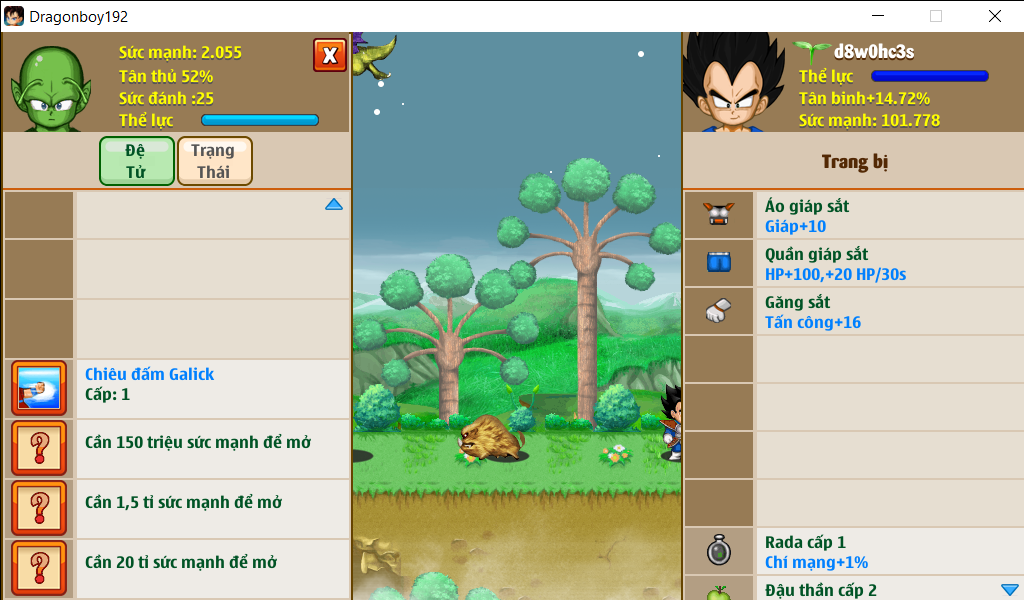 Dragonboy192
Sức mạnh: 2.055
Tân thủ 52%
Sức đánh :25
Thể lực
X
Đệ
Tử
Trạng
Thái
Chiêu đấm Galick
Cấp: 1
Cần 150 triệu sức mạnh để mở
Cần 1,5 tỉ sức mạnh để mở
Cần 20 tỉ sức mạnh để mở
d8w0hc3s
Thể lực
Tân binh+14.72%
Sức mạnh: 101.778
Trang bị
Áo giáp sắt
Giáp+10
Quần giáp sắt
HP+100,+20 HP/30s
Găng sắt
Tấn công+16
Rada cấp 1
Chí mạng+1%
Đậu thần cấp 2